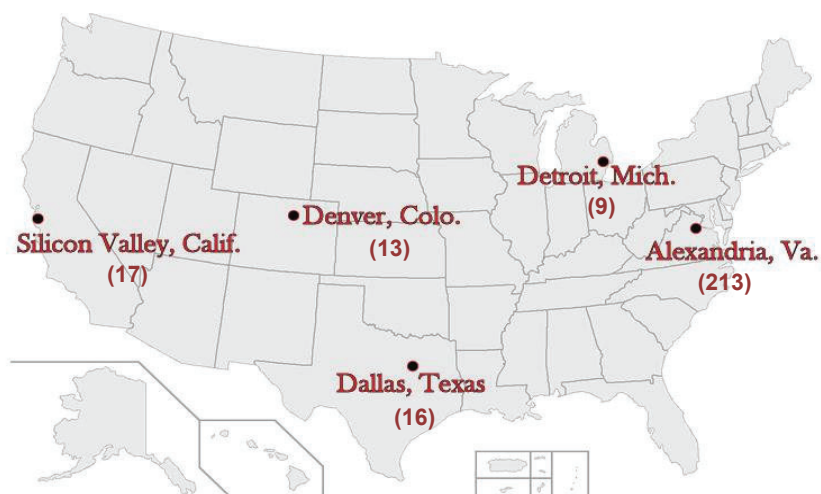 Detroit, Mich.
(9)
Denver, Colo.
(13)
Silicon Valley, Calif.
(17)
Alexandria, Va.
(213)
Dallas, Texas
(16)